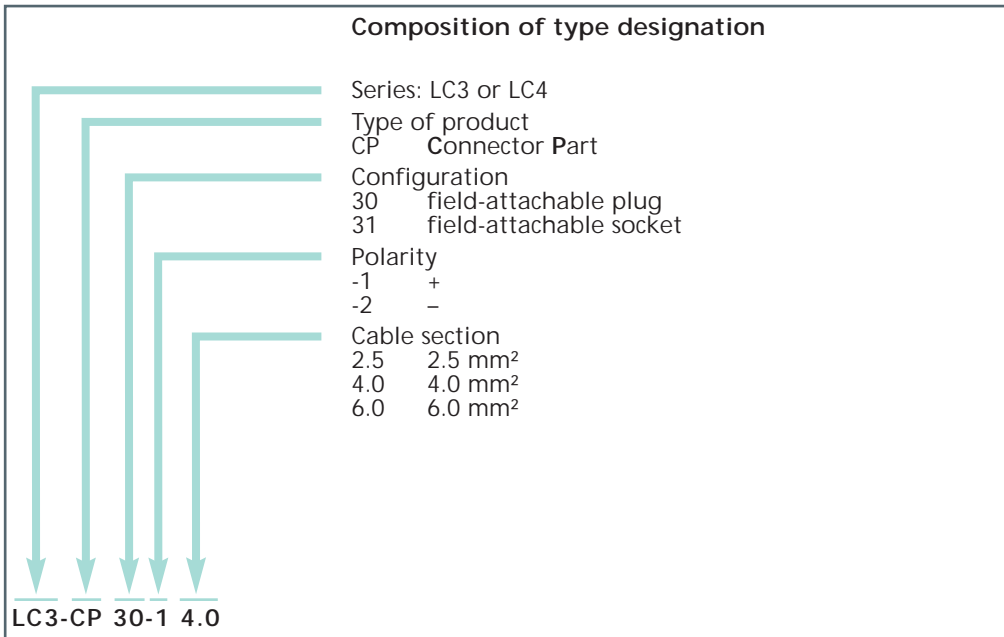 Composition of type designation
Series: LC3 or LC4
Type of product
CP Connector Part
Configuration
30 field-attachable plug
31 field-attachable socket
Polarity
-1 +
-2 –
Cable section
2.5 2.5 mm²
4.0 4.0 mm²
6.0 6.0 mm²
LC3-CP 30-1 4.0